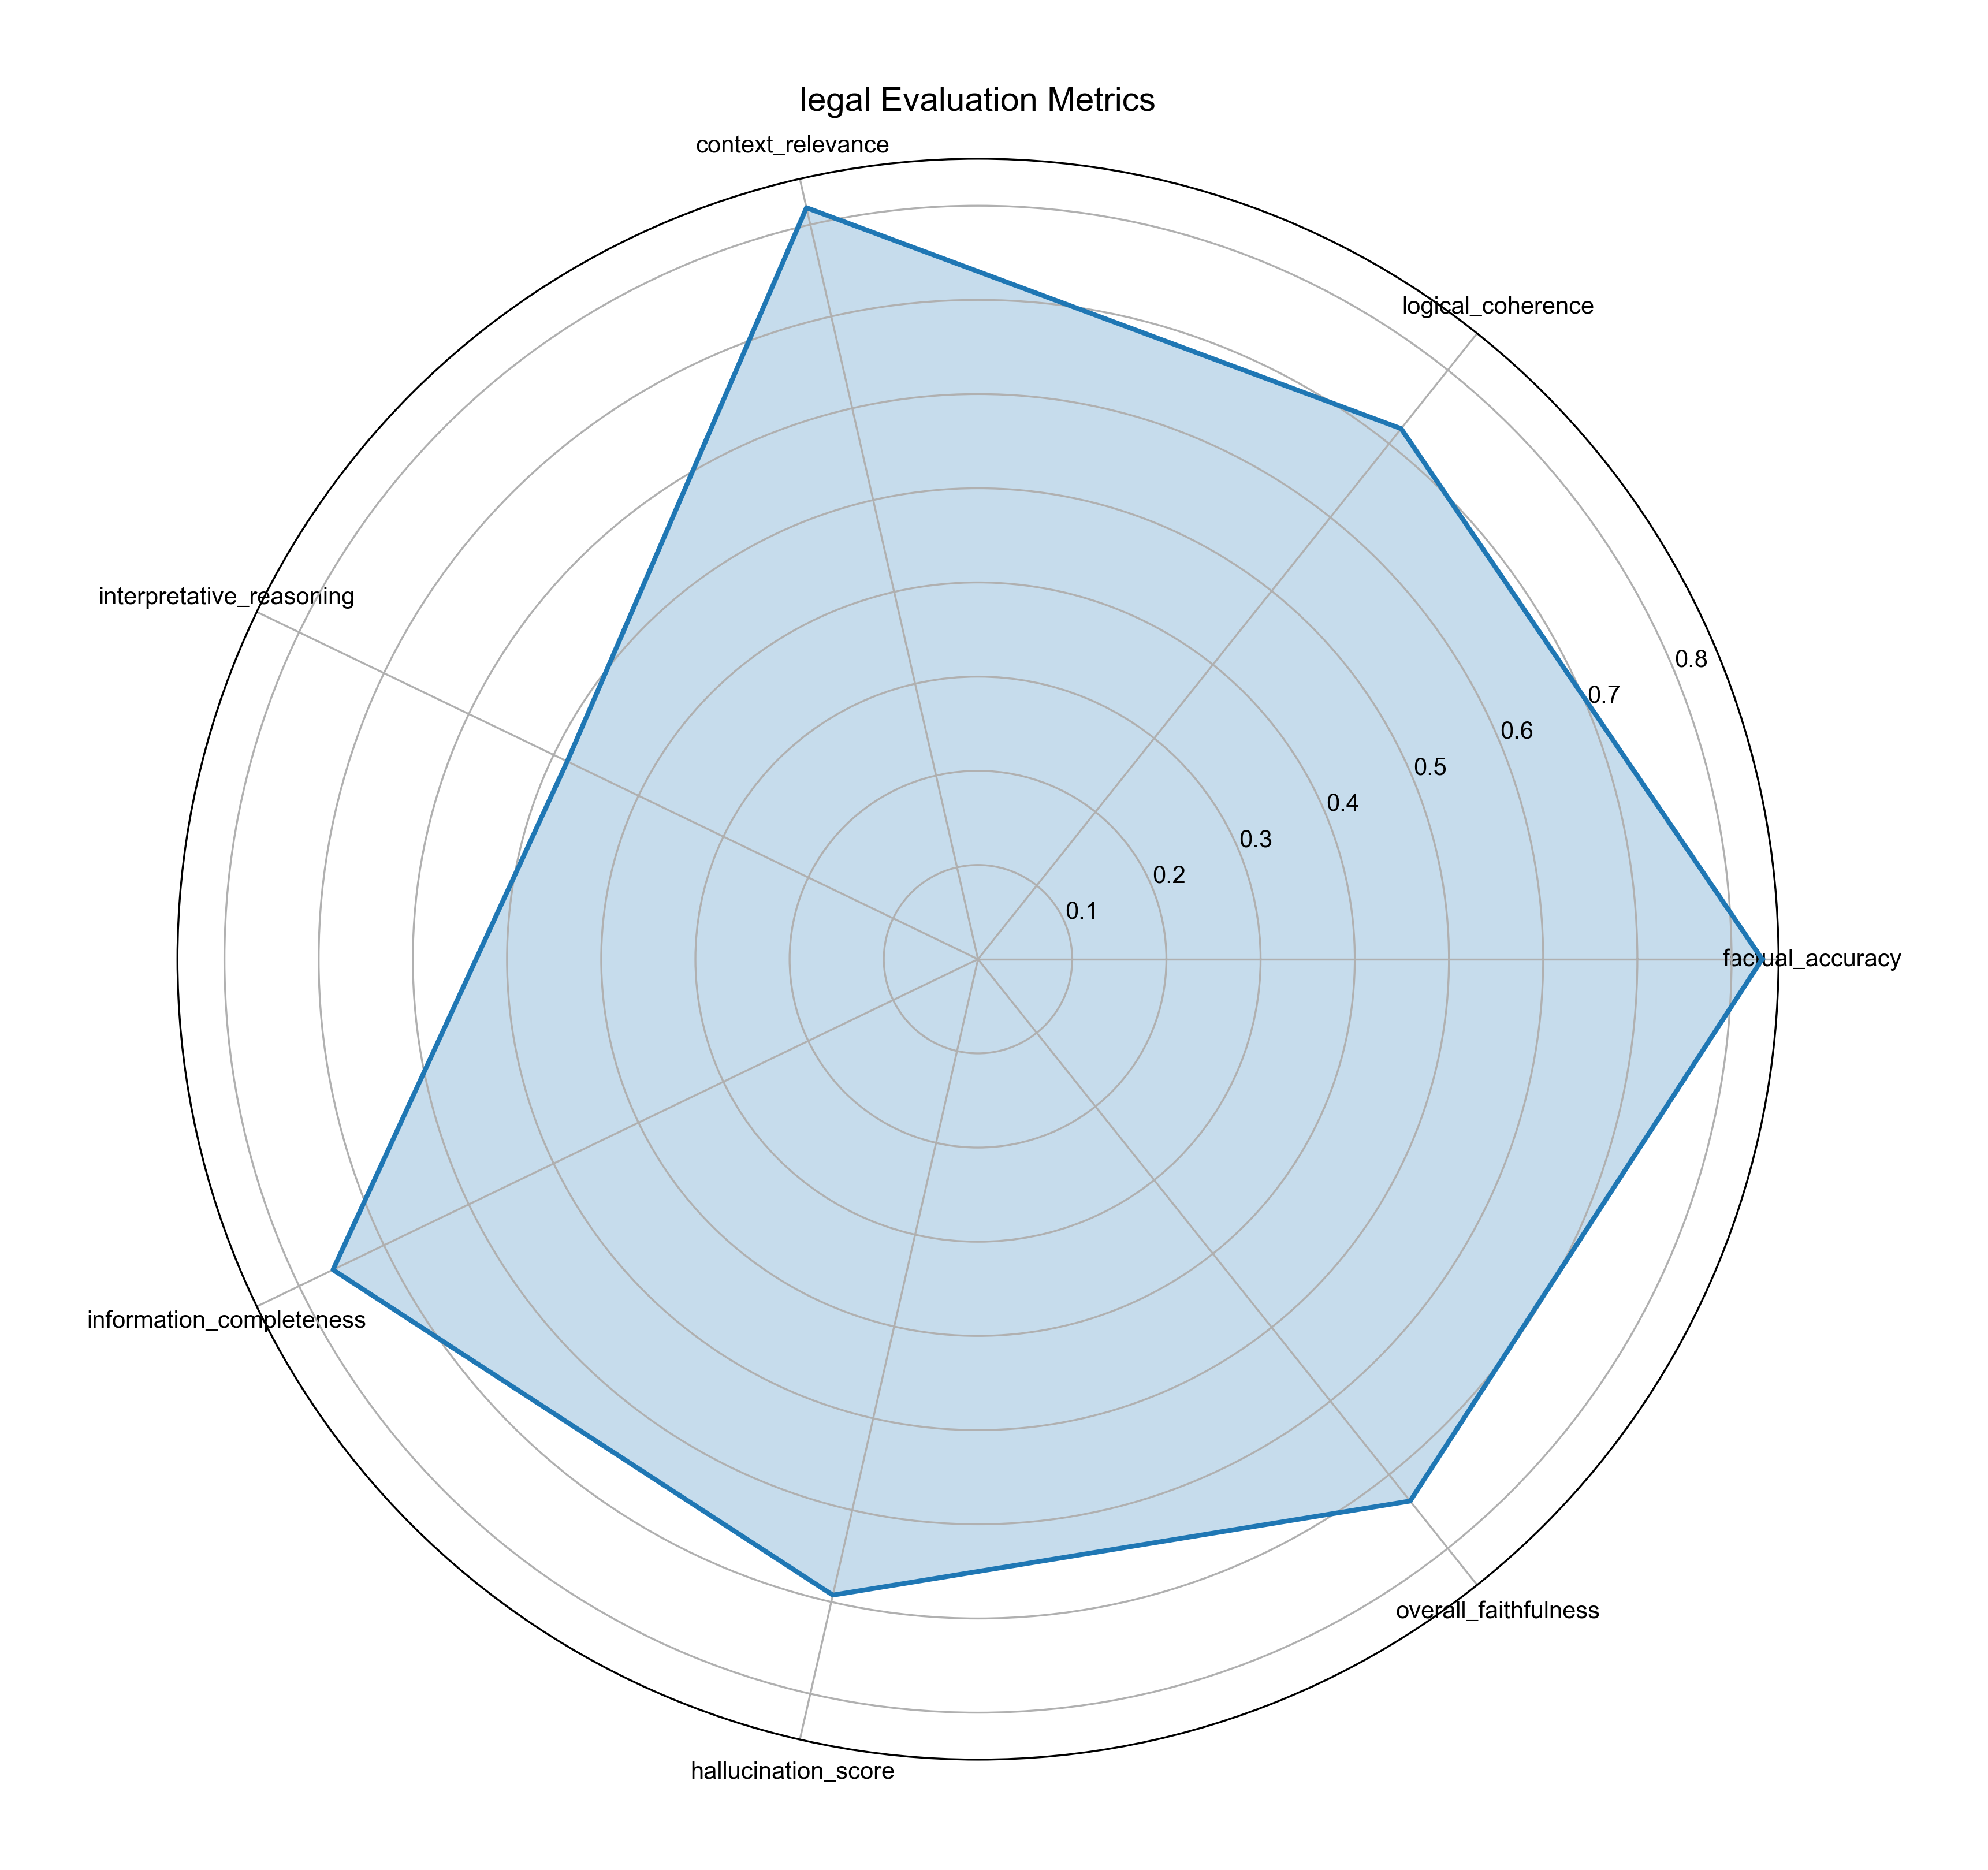 legal Evaluation Metrics
context_relevance
logical_coherence
interpretative_reasoning
0.8
0.7
0.6
0.5
0.4
0.3
0.2
0.1
factual_accuracy
information_completeness
overall_faithfulness
hallucination_score